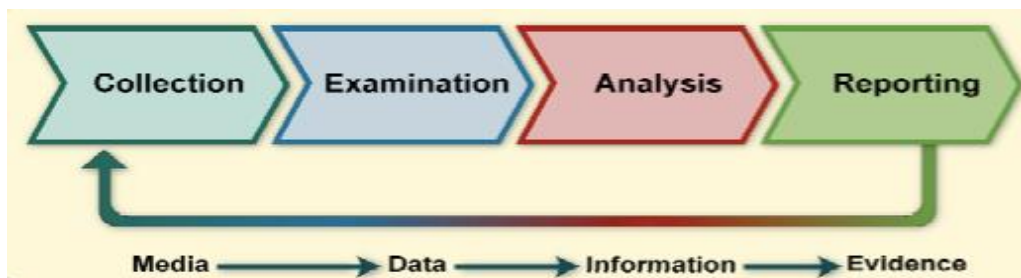 Collection Examination Analysis Reporting
Media Data Information Evidence